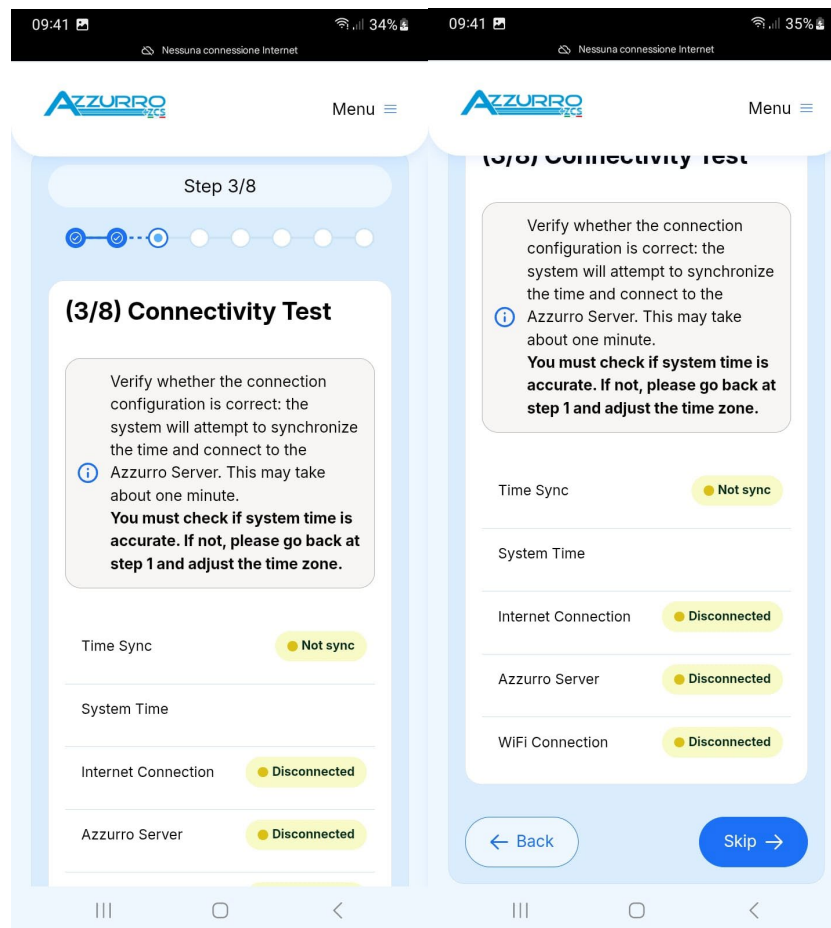 09:41
34%
Nessuna connessione Internet
AZZURRO
ZCS
Menu
Step 3/8
(3/8) Connectivity Test
Verify whether the connection
configuration is correct: the
system will attempt to synchronize
the time and connect to the
Azzurro Server. This may take
about one minute.
You must check if system time is
accurate. If not, please go back at
step 1 and adjust the time zone.
Time Sync
Not sync
System Time
Internet Connection
Disconnected
Azzurro Server
Disconnected
09:41
35%
Nessuna connessione Internet
AZZURRO
ZCS
Menu
(3/8) Connectivity Test
Verify whether the connection
configuration is correct: the
system will attempt to synchronize
the time and connect to the
Azzurro Server. This may take
about one minute.
You must check if system time is
accurate. If not, please go back at
step 1 and adjust the time zone.
Time Sync
Not sync
System Time
Internet Connection
Disconnected
Azzurro Server
Disconnected
WiFi Connection
Disconnected
Back
Skip